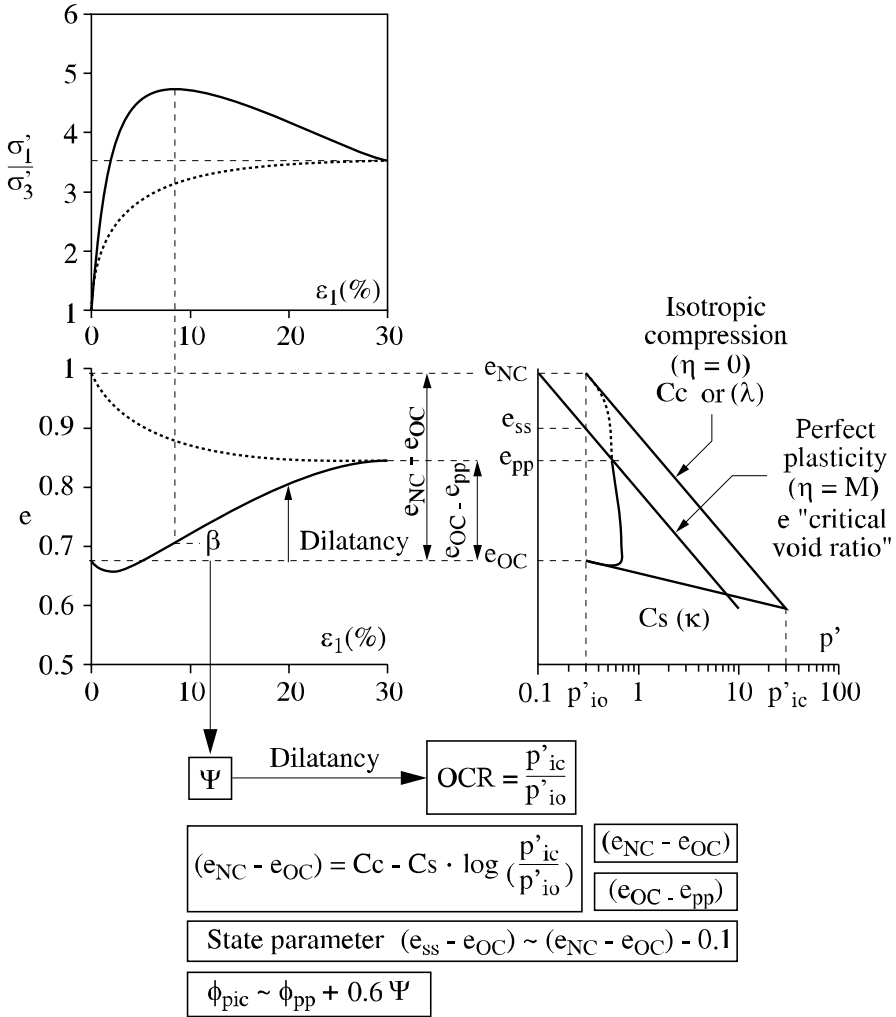 6
5
4
3
2
1
σ'1
σ'3
ε1(%)
0
10
20
30
1
0.9
0.8
0.7
0.6
0.5
e
β
Dilatancy
ε1(%)
0
10
20
30
eNC - eOC
eOC - epp
eNC
ess
epp
eOC
Isotropic
compression
(η = 0)
Cc or (λ)
Perfect
plasticity
(η = M)
e "critical
void ratio"
Cs (κ)
p'
0.1
p'io
1
10
p'ic
100
Ψ
Dilatancy
OCR = p'ic
p'io
(eNC - eOC) = Cc - Cs · log (p'ic
p'io)
(eNC - eOC)
(eOC - epp)
State parameter (ess - eOC) ~ (eNC - eOC) - 0.1
ϕpic ~ ϕpp + 0.6 Ψ